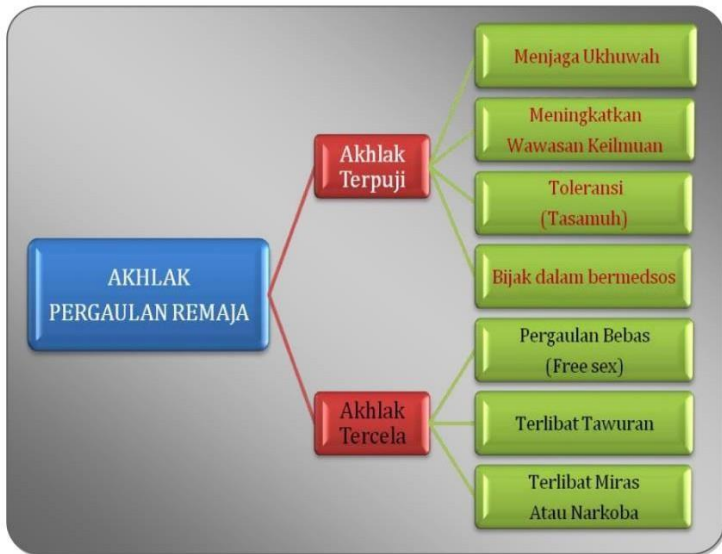 AKHLAK
PERGAULAN REMAJA
Akhlak
Terpuji
Menjaga Ukhuwah
Meningkatkan
Wawasan Keilmuan
Toleransi
(Tasamuh)
Bijak dalam bermedsos
Akhlak
Tercela
Pergaulan Bebas
(Free sex)
Terlibat Tawuran
Terlibat Miras
Atau Narkoba